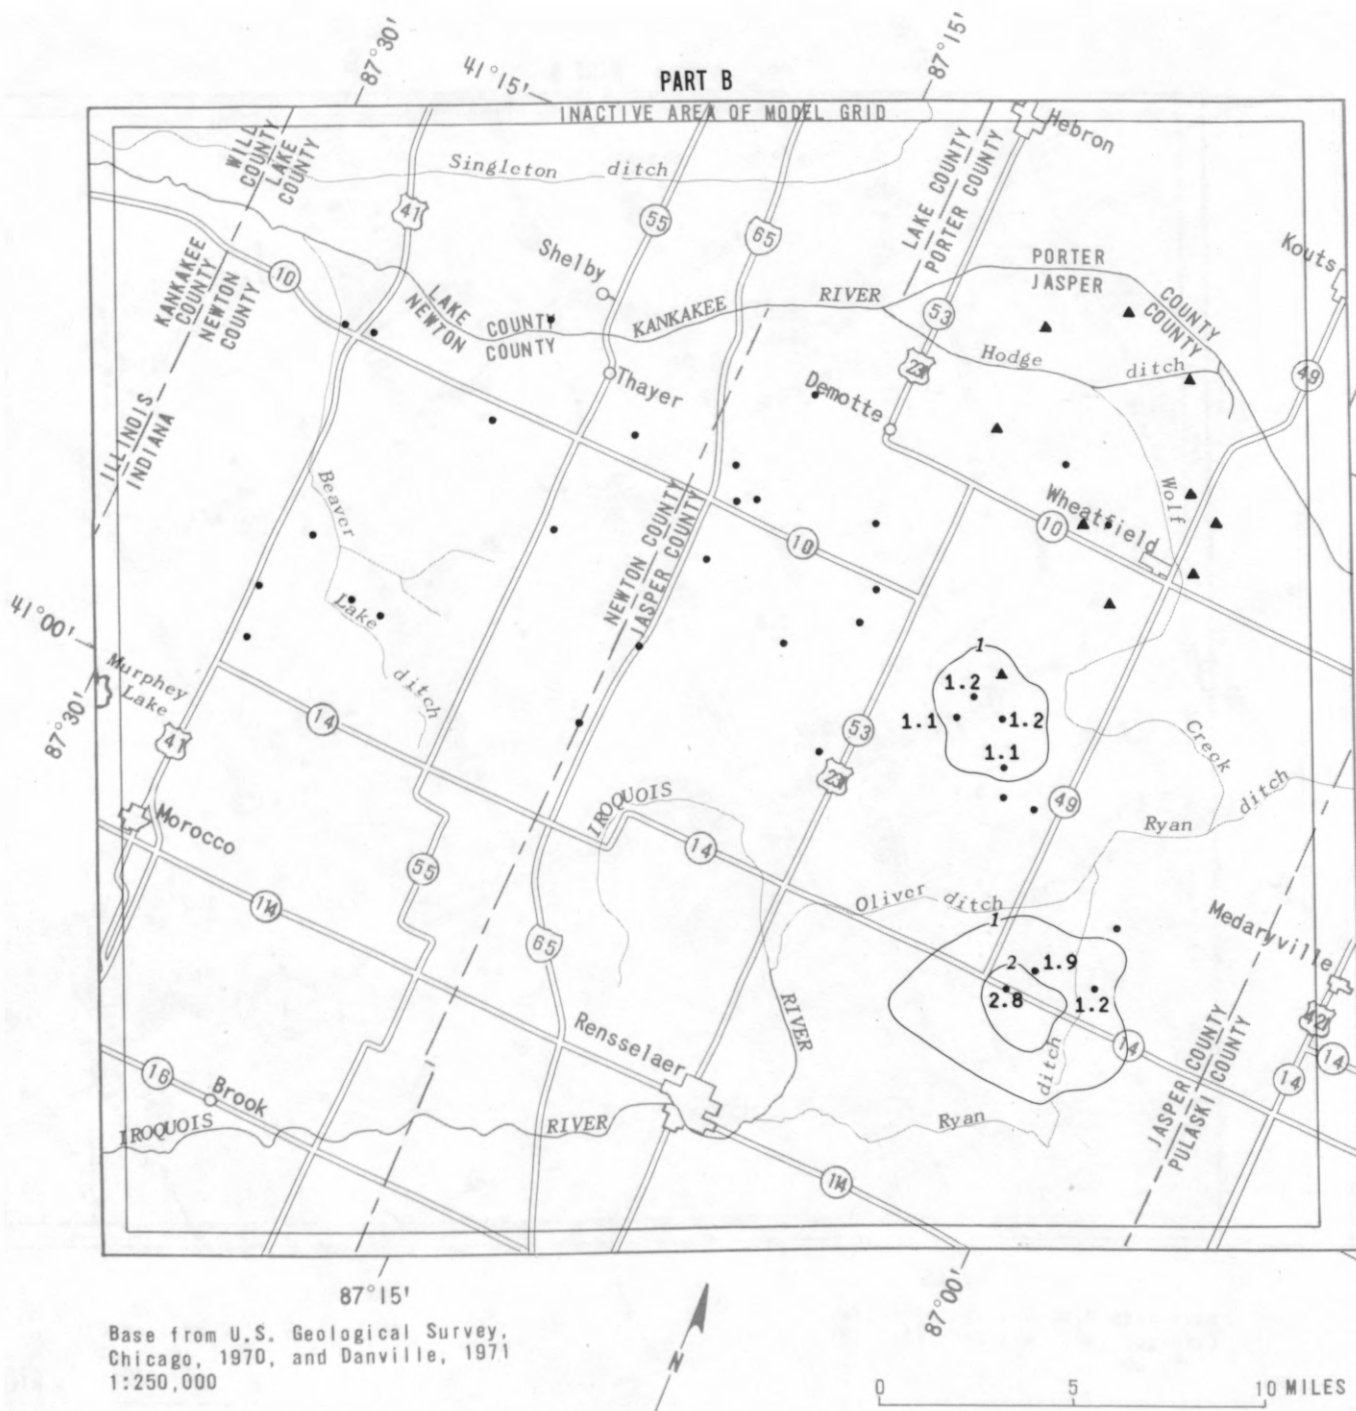 87°30'
41°15'
PART B
87°15'
INACTIVE AREA OF MODEL GRID
WILL
COUNTY
LAKE
COUNTY
Singleton ditch
LAKE COUNTY
PORTER COUNTY
Hebron
41
55
65
Shelby
KANKAKEE
COUNTY
NEWTON
COUNTY
10
LAKE
NEWTON
COUNTY
COUNTY
KANKAKEE RIVER
PORTER
JASPER
COUNTY
COUNTY
Kouts
53
231
Hodge ditch
49
Thayer
Demotte
ILLINOIS
INDIANA
Beaver
Lake
ditch
NEWTON COUNTY
JASPER COUNTY
10
Wheatfield
10
Wolf
Creek
41°00'
Murphey
Lake
87°30'
41
14
1
1.2
1.1
1.2
1.1
53
231
49
Morocco
IROQUOIS
14
Ryan ditch
55
114
Oliver ditch
Medaryville
65
1
2
1.9
2.8
1.2
RIVER
Rensselaer
ditch
14
421
14
14
JASPER COUNTY
PULASKI COUNTY
16
Brook
IROQUOIS RIVER
Ryan
114
87°15'
87°00'
Base from U.S. Geological Survey,
Chicago, 1970, and Danville, 1971
1:250,000
N
0 5 10 MILES